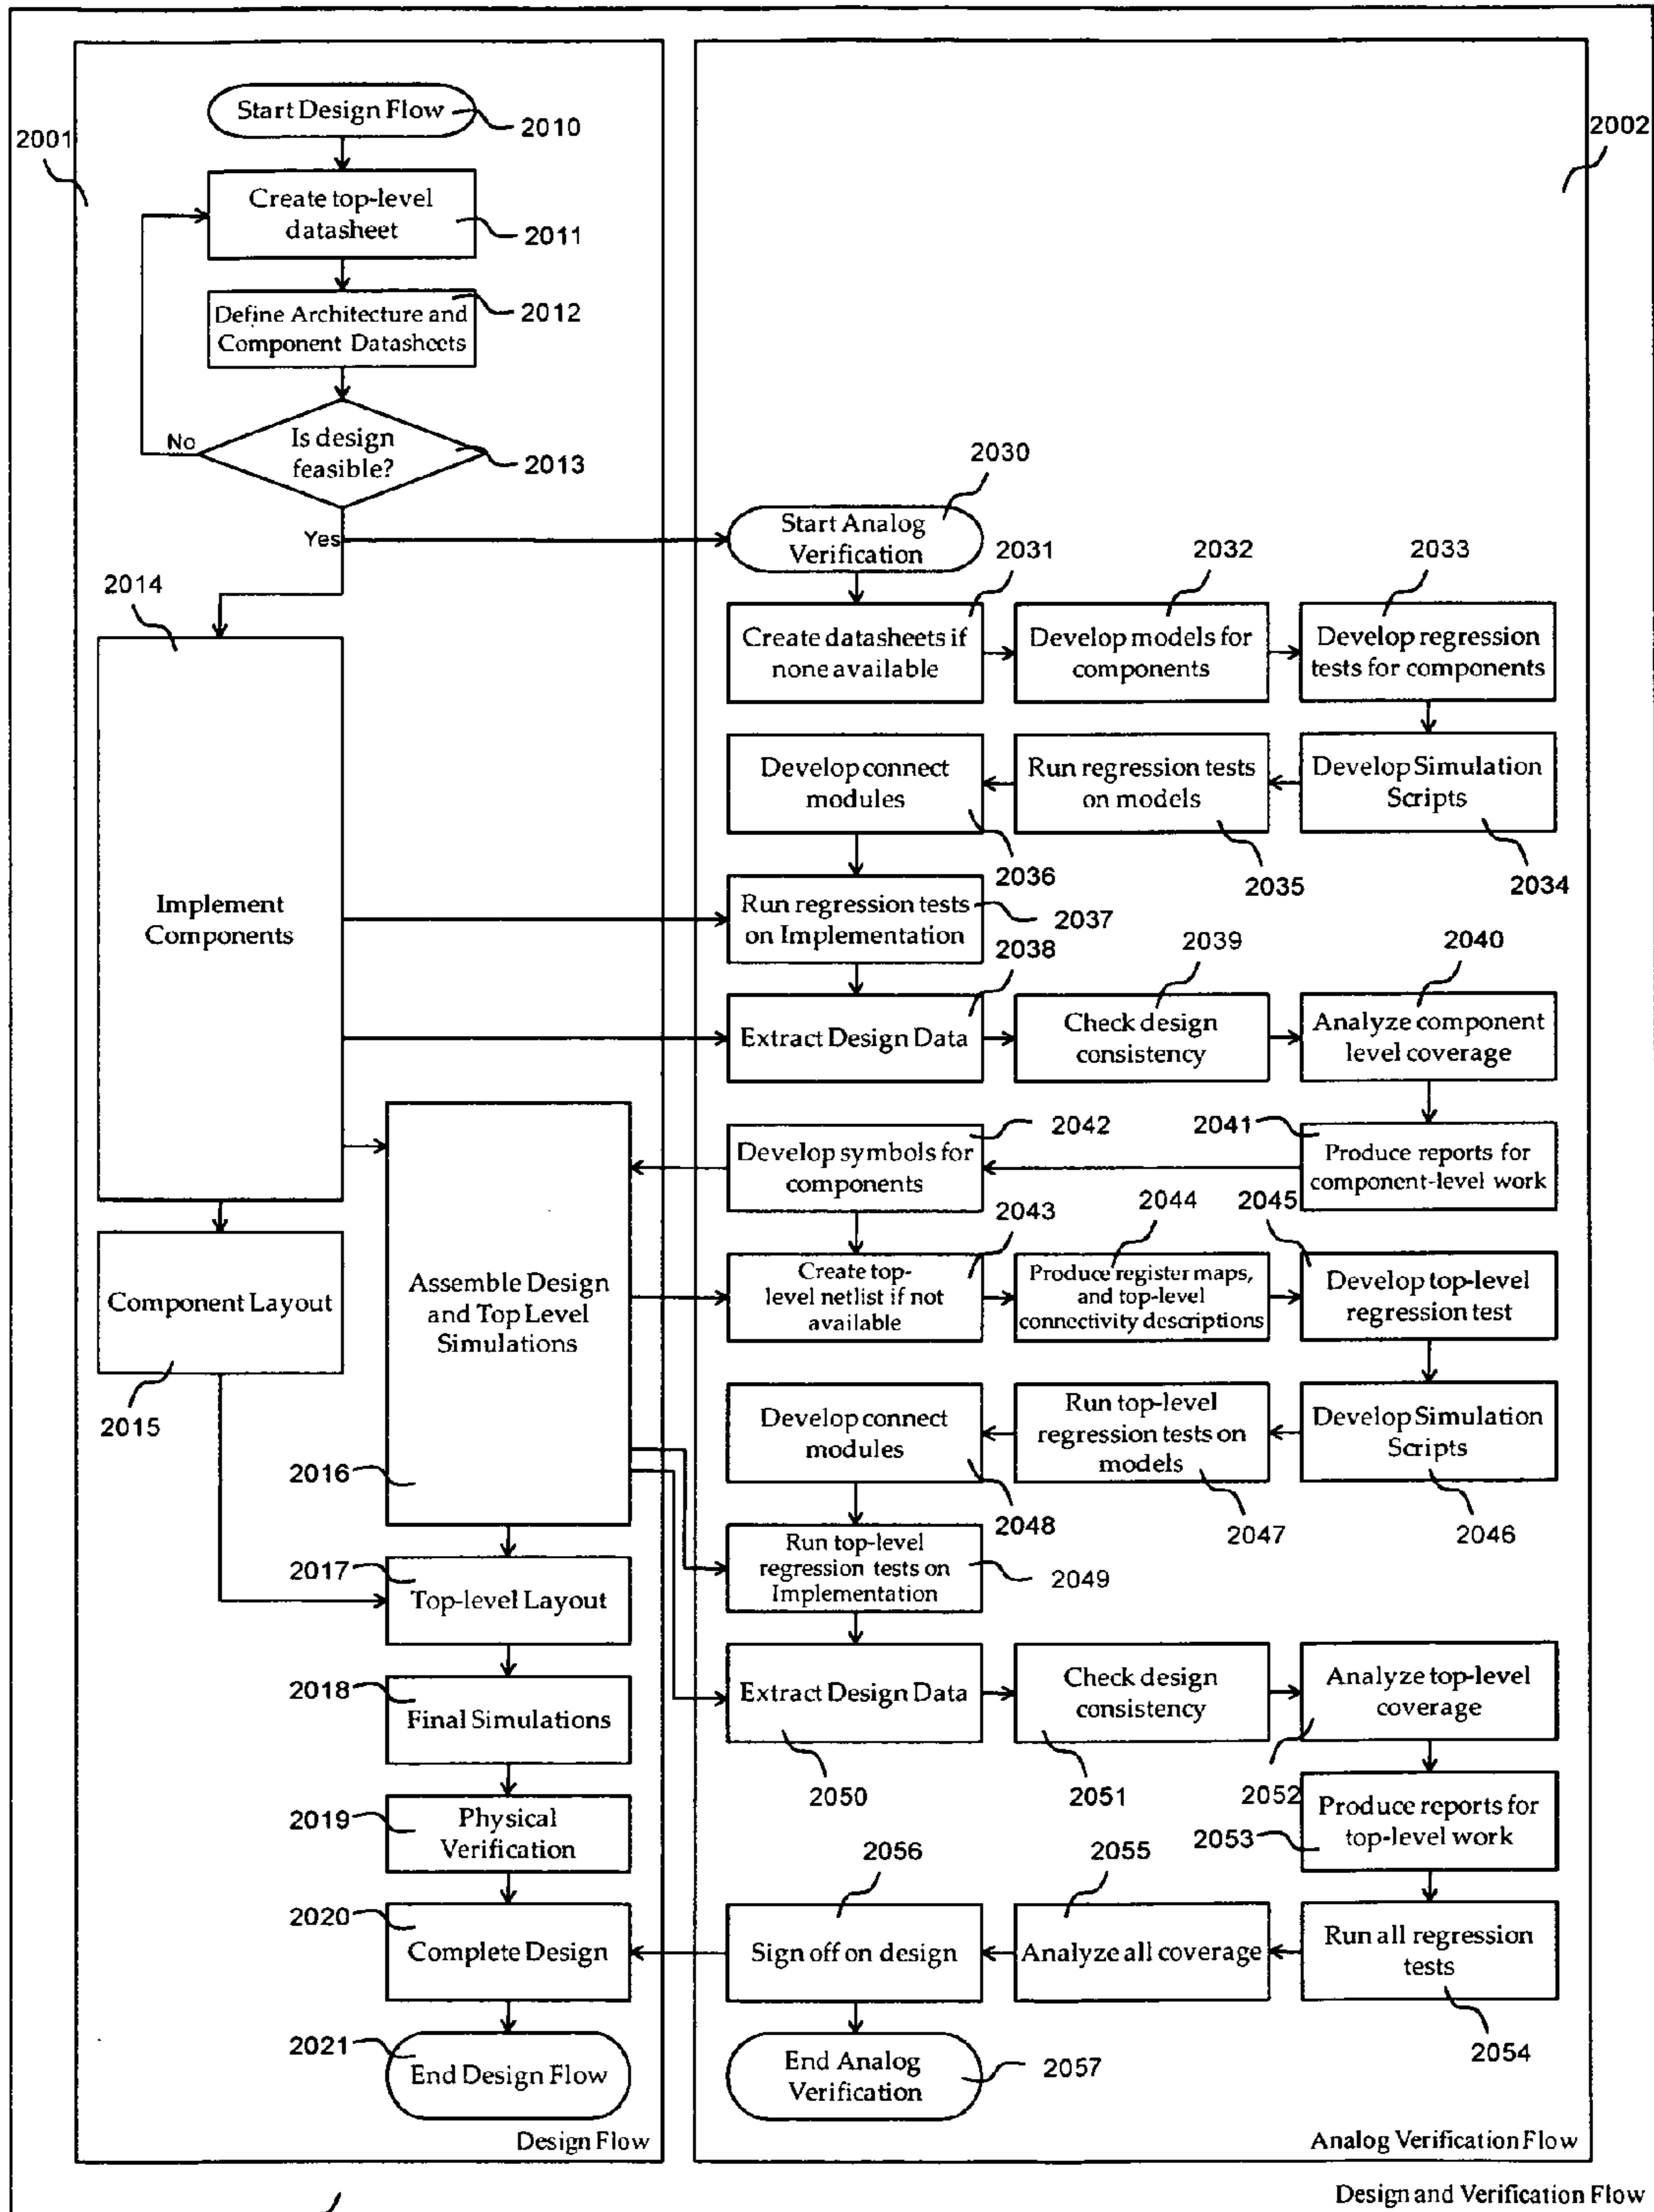 2001
2002
Start Design Flow
2010
Create top-level
datasheet
2011
Define Architecture and
Component Datasheets
2012
Is design
feasible?
2013
No
Yes
2014
Implement
Components
Component Layout
2015
Assemble Design
and Top Level
Simulations
2016
2017
Top-level Layout
2018
Final Simulations
2019
Physical
Verification
2020
Complete Design
2021
End Design Flow
Design Flow
2030
Start Analog
Verification
2031
Create datasheets if
none available
2032
Develop models for
components
2033
Develop regression
tests for components
Develop Simulation
Scripts
2034
Run regression tests
on models
2035
Develop connect
modules
2036
Run regression tests
on Implementation
2037
2038
Extract Design Data
2039
Check design
consistency
2040
Analyze component
level coverage
2041
Produce reports for
component-level work
2042
Develop symbols for
components
2043
Create top-
level netlist if not
available
2044
Produce register maps,
and top-level
connectivity descriptions
2045
Develop top-level
regression test
Develop Simulation
Scripts
2046
Run top-level
regression tests on
models
2047
Develop connect
modules
2048
Run top-level
regression tests on
Implementation
2049
Extract Design Data
2050
Check design
consistency
2051
Analyze top-level
coverage
2052
Produce reports for
top-level work
2053
Run all regression
tests
2054
2055
Analyze all coverage
2056
Sign off on design
End Analog
Verification
2057
Analog Verification Flow
Design and Verification Flow